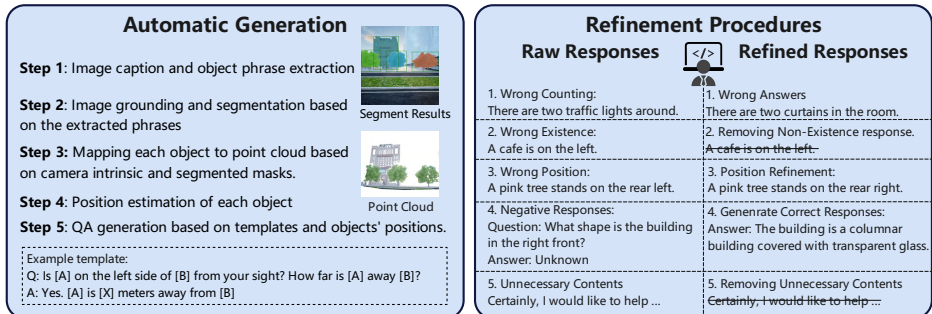 Automatic Generation
Step 1: Image caption and object phrase extraction
Step 2: Image grounding and segmentation based
on the extracted phrases
Segment Results
Step 3: Mapping each object to point cloud based
on camera intrinsic and segmented masks.
Step 4: Position estimation of each object
Point Cloud
Step 5: QA generation based on templates and objects' positions.
Example template:
Q: Is [A] on the left side of [B] from your sight? How far is [A] away [B]?
A: Yes. [A] is [X] meters away from [B]
Refinement Procedures
Raw Responses
</>
Refined Responses
1. Wrong Counting:
There are two traffic lights around.
1. Wrong Answers
There are two curtains in the room.
2. Wrong Existence:
A cafe is on the left.
2. Removing Non-Existence response.
A cafe is on the left.
3. Wrong Position:
A pink tree stands on the rear left.
3. Position Refinement:
A pink tree stands on the rear right.
4. Negative Responses:
Question: What shape is the building
in the right front?
Answer: Unknown
4. Genenrate Correct Responses:
Answer: The building is a columnar
building covered with transparent glass.
5. Unnecessary Contents
Certainly, I would like to help ...
5. Removing Unnecessary Contents
Certainly, I would like to help ...